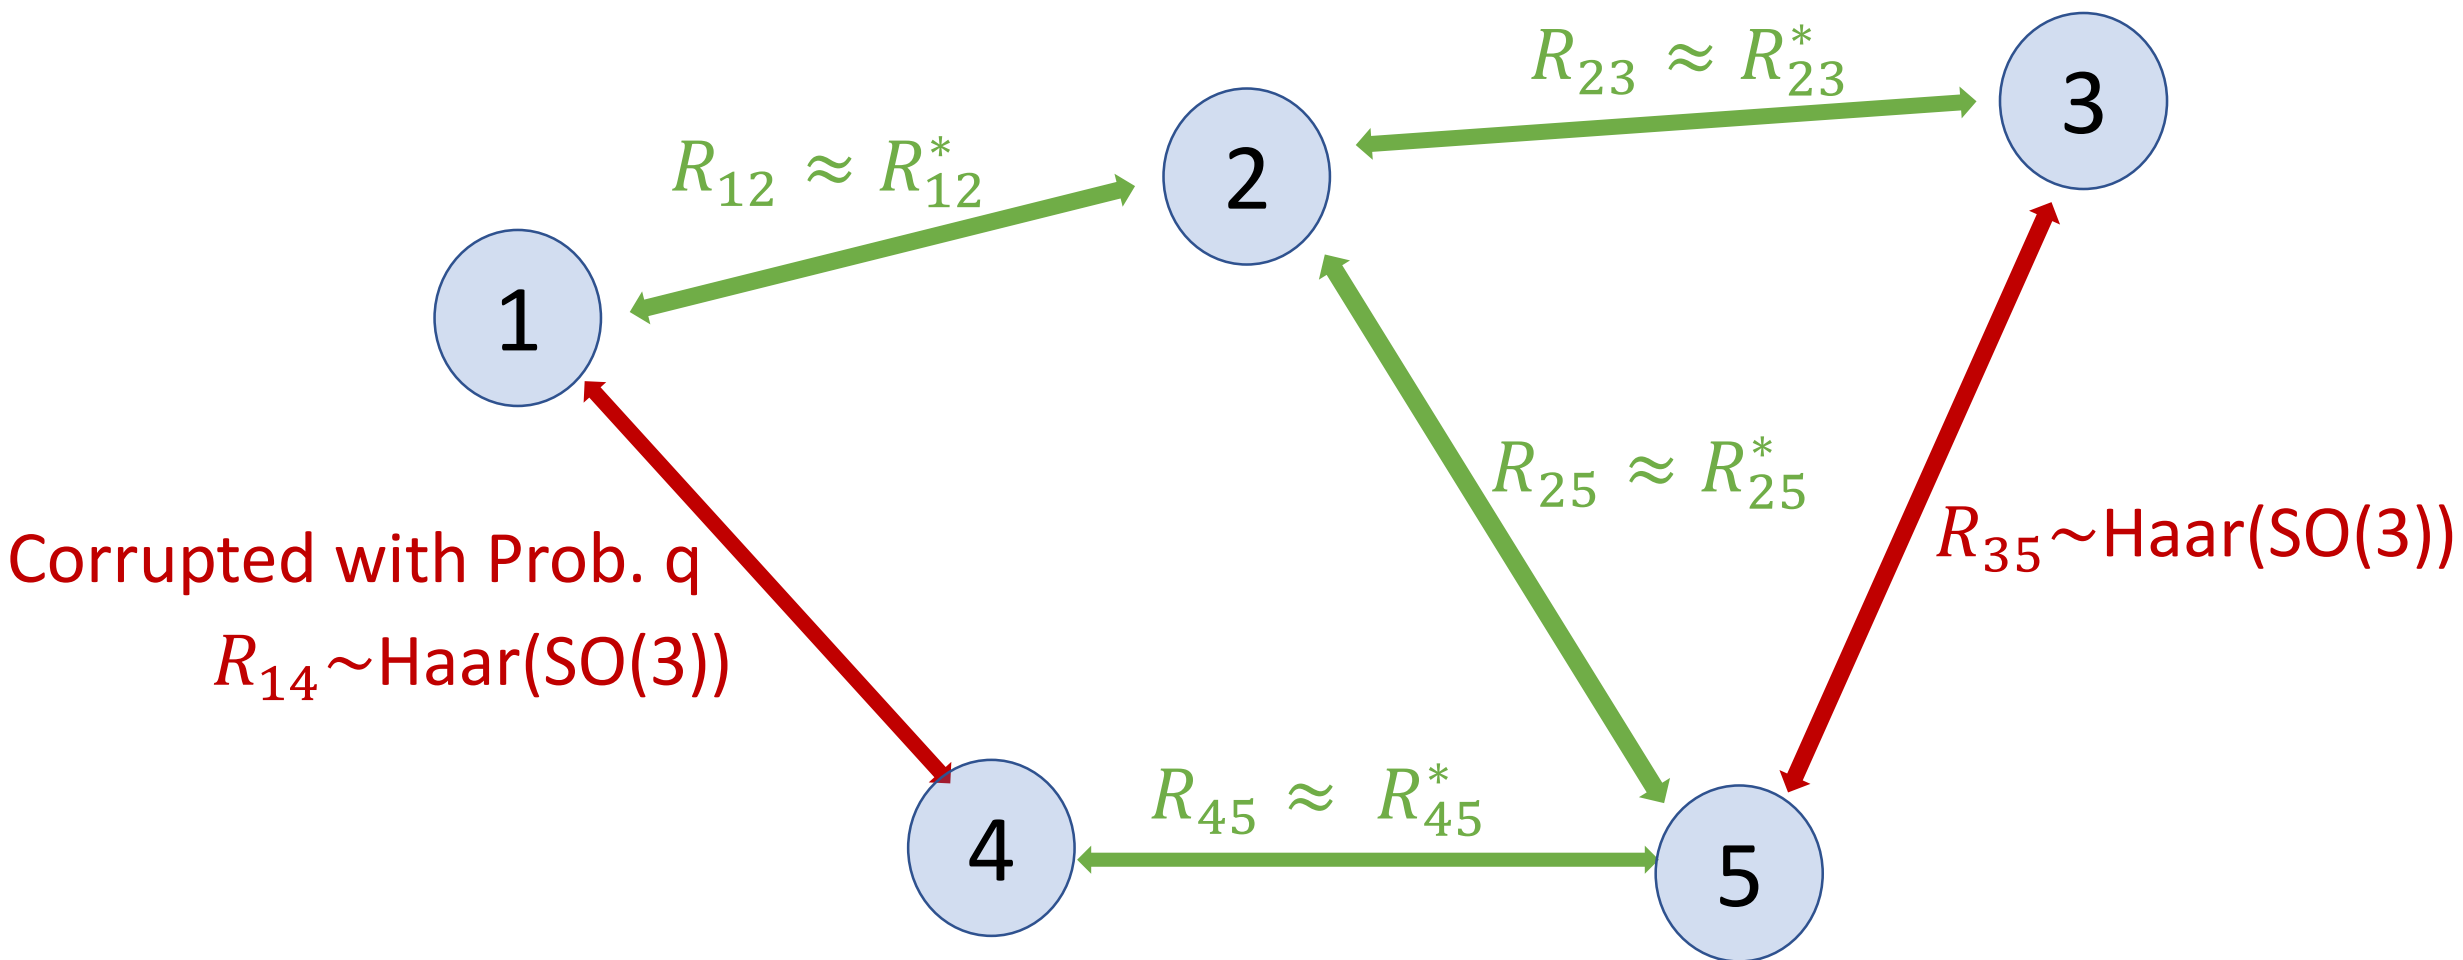 R₂₃ ≈ R*₂₃
3
R₁₂ ≈ R*₁₂
2
1
R₂₅ ≈ R*₂₅
Corrupted with Prob. q
R₁₄~Haar(SO(3))
R₃₅~Haar(SO(3))
R₄₅ ≈ R*₄₅
4
5